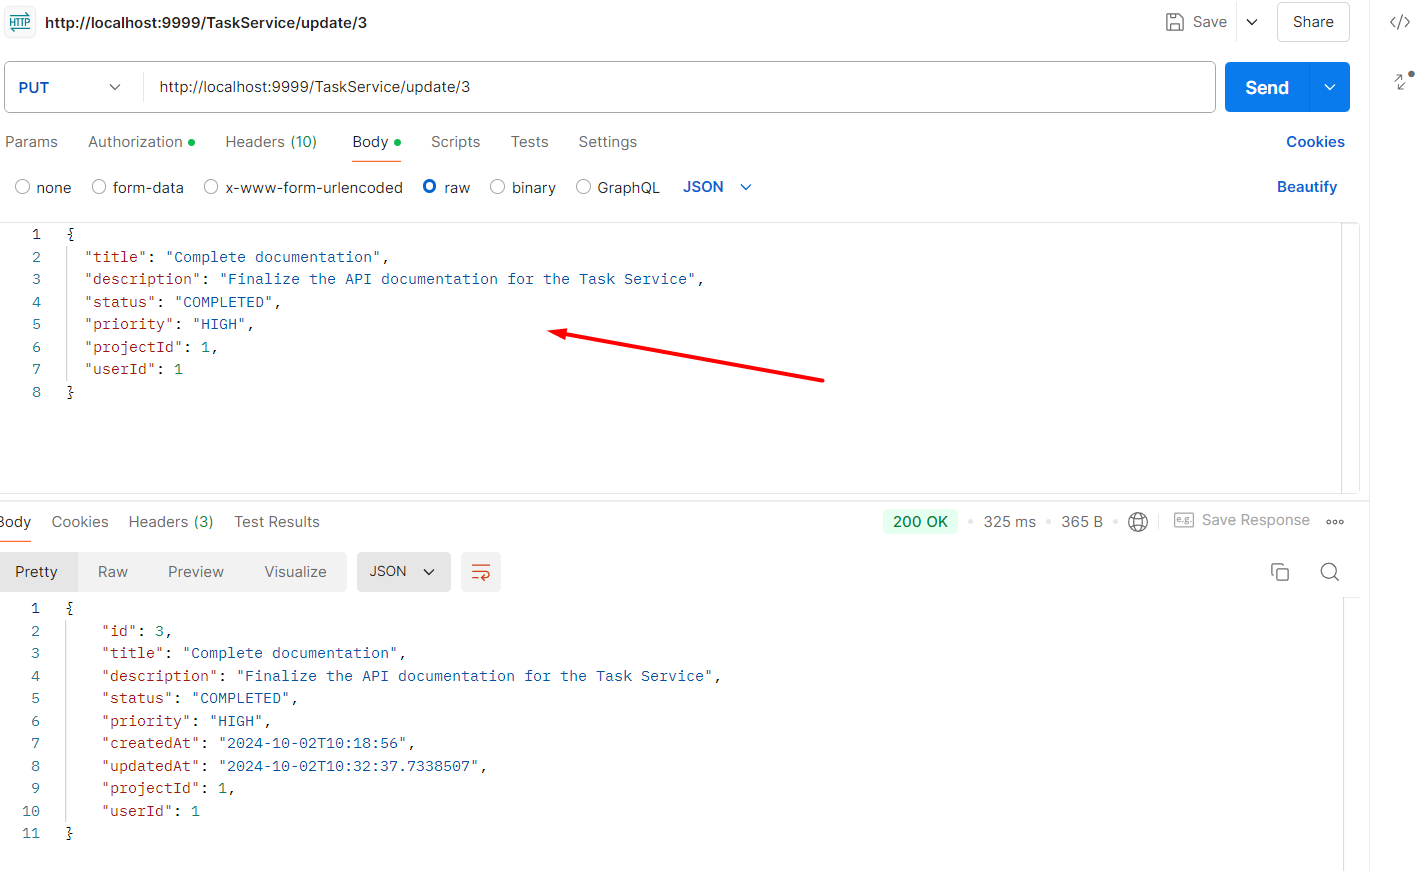 HTTP http://localhost:9999/TaskService/update/3 Save Share
PUT http://localhost:9999/TaskService/update/3 Send
Params Authorization Headers (10) Body Scripts Tests Settings Cookies
none form-data x-www-form-urlencoded raw binary GraphQL JSON Beautify
1 {
2 "title": "Complete documentation",
3 "description": "Finalize the API documentation for the Task Service",
4 "status": "COMPLETED",
5 "priority": "HIGH",
6 "projectId": 1,
7 "userId": 1
8 }
Body Cookies Headers (3) Test Results 200 OK 325 ms 365 B e.g. Save Response
Pretty Raw Preview Visualize JSON
1 {
2 "id": 3,
3 "title": "Complete documentation",
4 "description": "Finalize the API documentation for the Task Service",
5 "status": "COMPLETED",
6 "priority": "HIGH",
7 "createdAt": "2024-10-02T10:18:56",
8 "updatedAt": "2024-10-02T10:32:37.7338507",
9 "projectId": 1,
10 "userId": 1
11 }